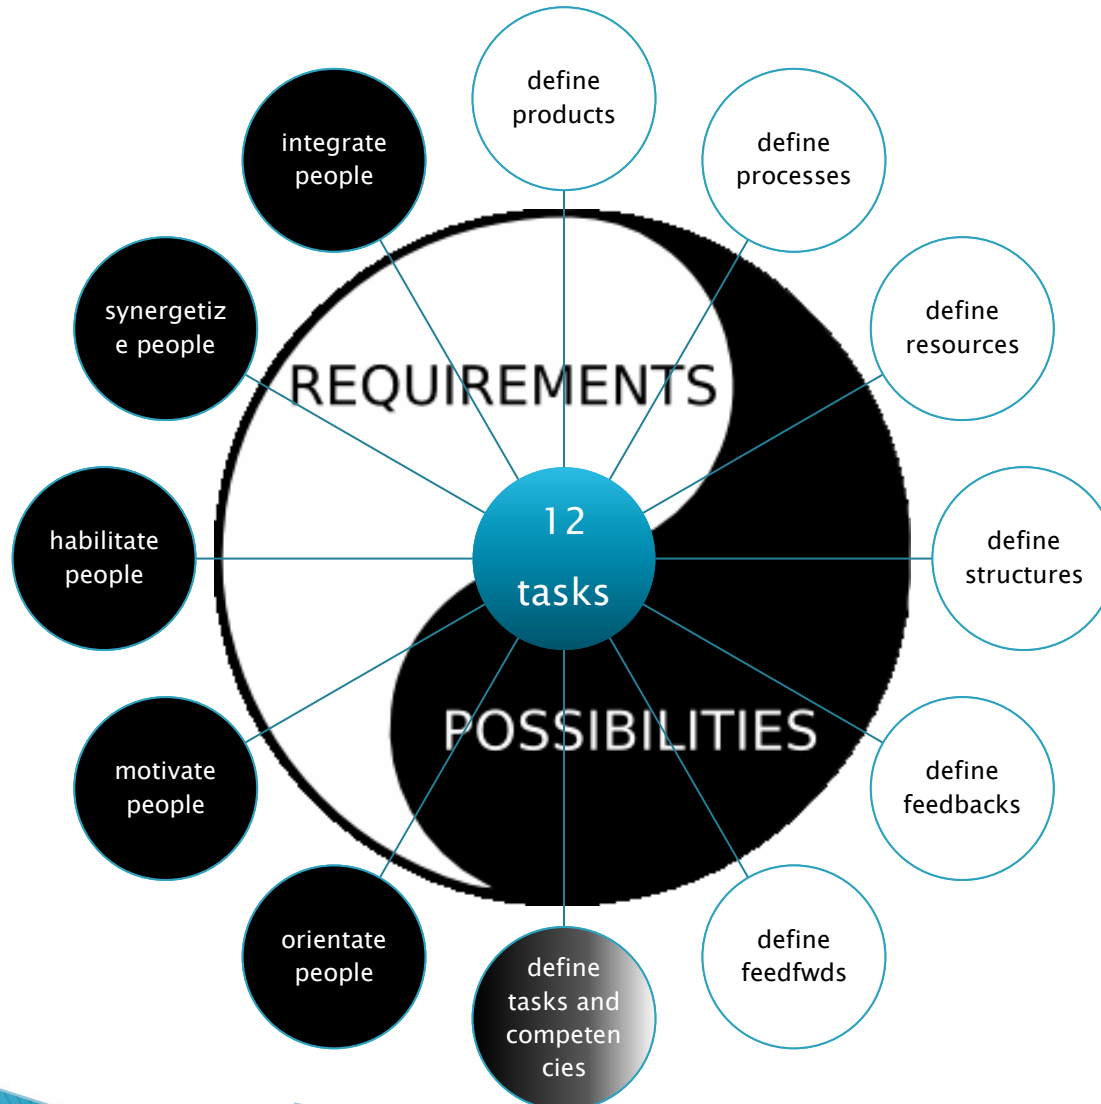 define
products
define
processes
define
resources
define
structures
define
feedbacks
define
feedfwds
define
tasks and
competen
cies
orientate
people
motivate
people
habilitate
people
synergetiz
e people
integrate
people
REQUIREMENTS
12
tasks
POSSIBILITIES